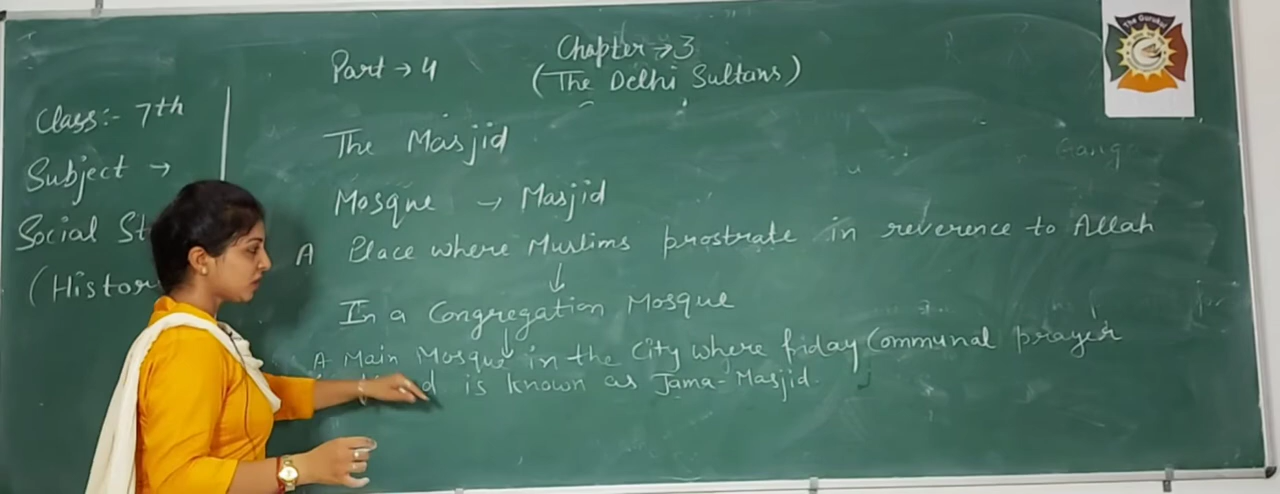 Part → 4
Chapter → 3
(The Delhi Sultans)
Class:- 7th
Subject →
Social St
(Histor
The Masjid
Mosque → Masjid
A Place where Muslims prostrate in reverence to Allah
↓
In a Congregation Mosque
↓
A Main Mosque in the City where friday Communal prayer
is known as Jama-Masjid.
The Gurukul